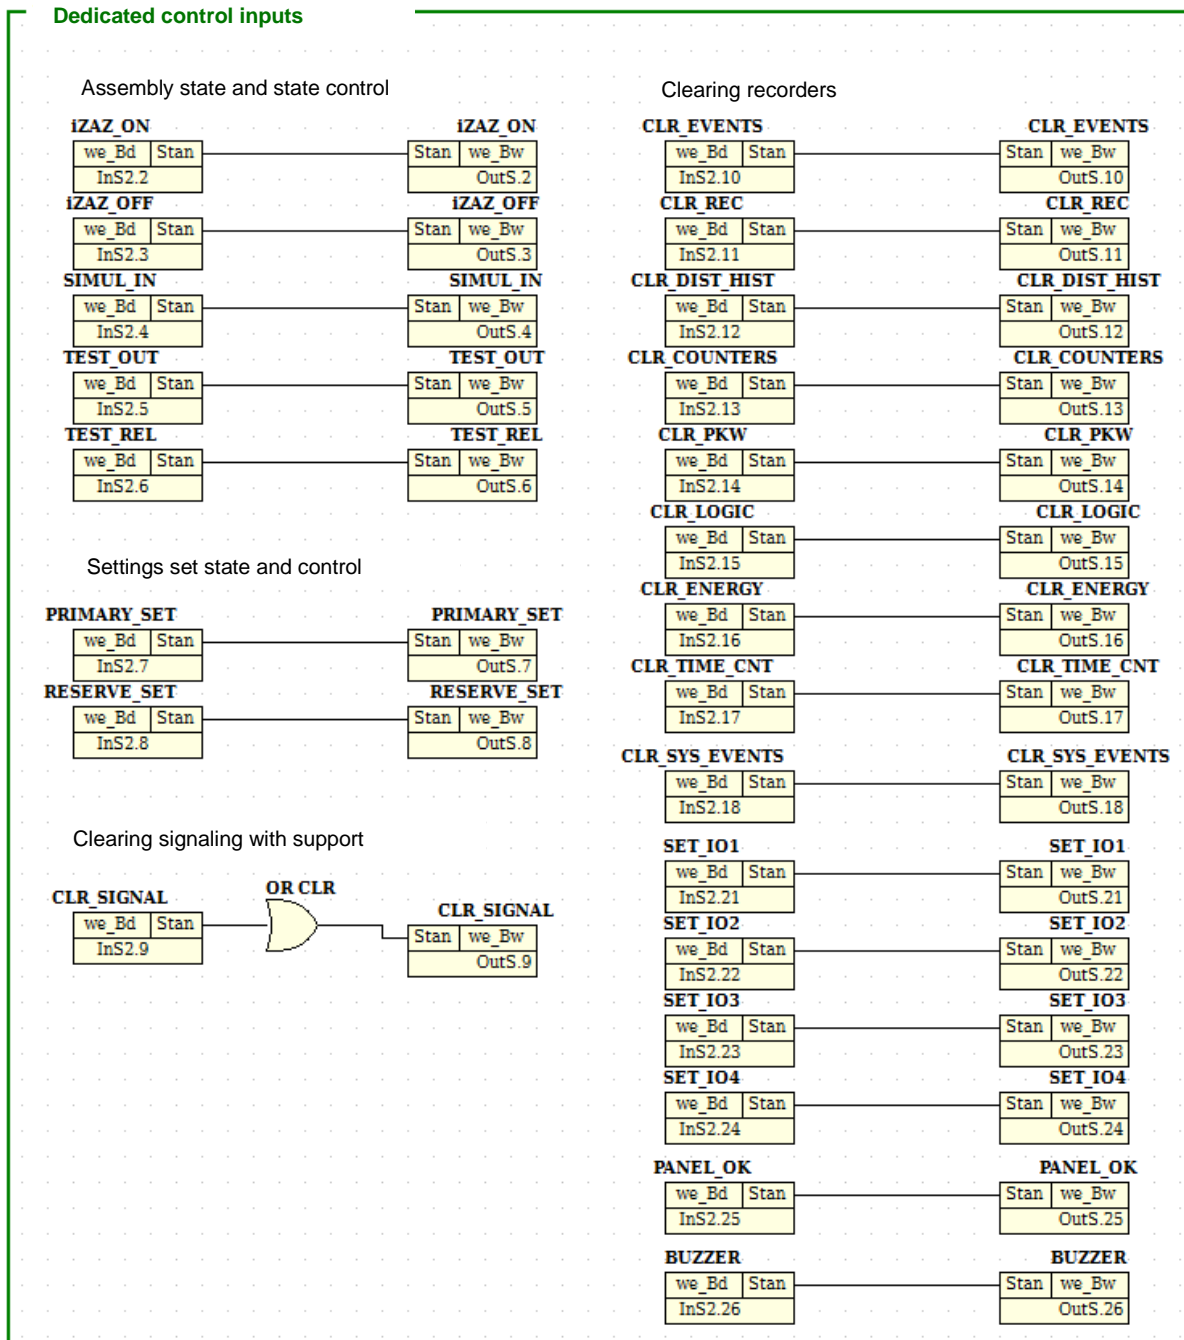 Dedicated control inputs
Assembly state and state control
iZAZ_ON iZAZ_ON
we_Bd Stan Stan we_Bw
InS2.2 OutS.2
iZAZ_OFF iZAZ_OFF
we_Bd Stan Stan we_Bw
InS2.3 OutS.3
SIMUL_IN SIMUL_IN
we_Bd Stan Stan we_Bw
InS2.4 OutS.4
TEST_OUT TEST_OUT
we_Bd Stan Stan we_Bw
InS2.5 OutS.5
TEST_REL TEST_REL
we_Bd Stan Stan we_Bw
InS2.6 OutS.6
Settings set state and control
PRIMARY_SET PRIMARY_SET
we_Bd Stan Stan we_Bw
InS2.7 OutS.7
RESERVE_SET RESERVE_SET
we_Bd Stan Stan we_Bw
InS2.8 OutS.8
Clearing signaling with support
CLR_SIGNAL OR CLR CLR_SIGNAL
we_Bd Stan Stan we_Bw
InS2.9 OutS.9
Clearing recorders
CLR_EVENTS CLR_EVENTS
we_Bd Stan Stan we_Bw
InS2.10 OutS.10
CLR_REC CLR_REC
we_Bd Stan Stan we_Bw
InS2.11 OutS.11
CLR_DIST_HIST CLR_DIST_HIST
we_Bd Stan Stan we_Bw
InS2.12 OutS.12
CLR_COUNTERS CLR_COUNTERS
we_Bd Stan Stan we_Bw
InS2.13 OutS.13
CLR_PKW CLR_PKW
we_Bd Stan Stan we_Bw
InS2.14 OutS.14
CLR_LOGIC CLR_LOGIC
we_Bd Stan Stan we_Bw
InS2.15 OutS.15
CLR_ENERGY CLR_ENERGY
we_Bd Stan Stan we_Bw
InS2.16 OutS.16
CLR_TIME_CNT CLR_TIME_CNT
we_Bd Stan Stan we_Bw
InS2.17 OutS.17
CLR_SYS_EVENTS CLR_SYS_EVENTS
we_Bd Stan Stan we_Bw
InS2.18 OutS.18
SET_IO1 SET_IO1
we_Bd Stan Stan we_Bw
InS2.21 OutS.21
SET_IO2 SET_IO2
we_Bd Stan Stan we_Bw
InS2.22 OutS.22
SET_IO3 SET_IO3
we_Bd Stan Stan we_Bw
InS2.23 OutS.23
SET_IO4 SET_IO4
we_Bd Stan Stan we_Bw
InS2.24 OutS.24
PANEL_OK PANEL_OK
we_Bd Stan Stan we_Bw
InS2.25 OutS.25
BUZZER BUZZER
we_Bd Stan Stan we_Bw
InS2.26 OutS.26